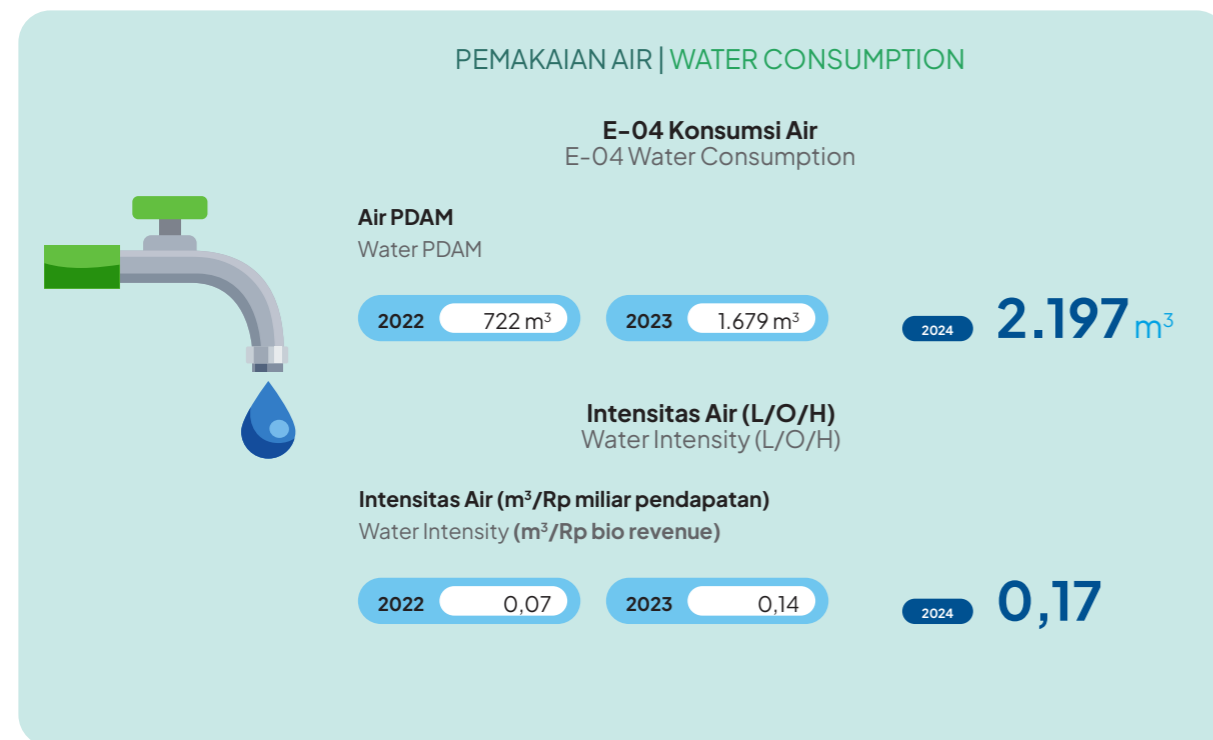 PEMAKAIAN AIR | WATER CONSUMPTION
E-04 Konsumsi Air
E-04 Water Consumption
Air PDAM
Water PDAM
2022 722 m³ 2023 1.679 m³ 2024 2.197 m³
Intensitas Air (L/O/H)
Water Intensity (L/O/H)
Intensitas Air (m³/Rp miliar pendapatan)
Water Intensity (m³/Rp bio revenue)
2022 0,07 2023 0,14 2024 0,17